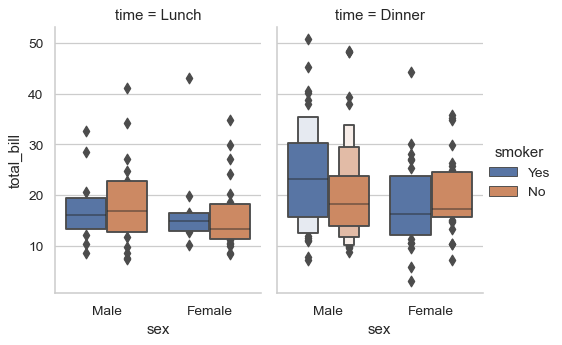 time = Lunch
time = Dinner
50
40
30
20
10
total_bill
Male
Female
Male
Female
sex
sex
smoker
Yes
No